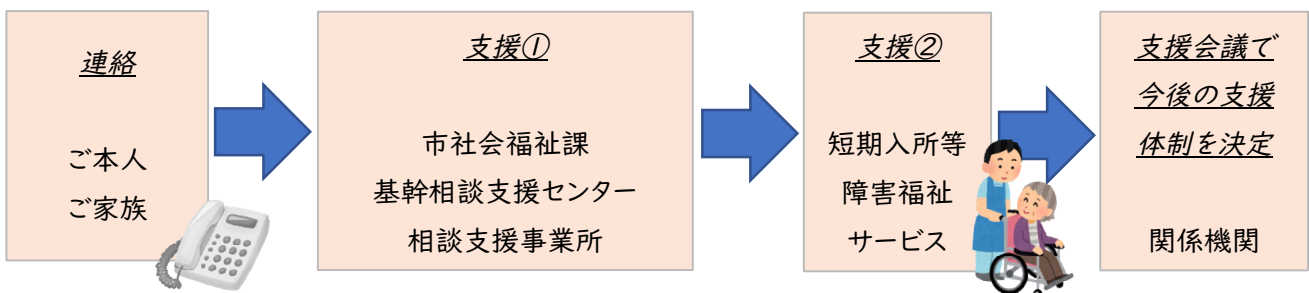 連絡
ご本人
ご家族
支援①
市社会福祉課
基幹相談支援センター
相談支援事業所
支援②
短期入所等
障害福祉
サービス
支援会議で
今後の支援
体制を決定
関係機関